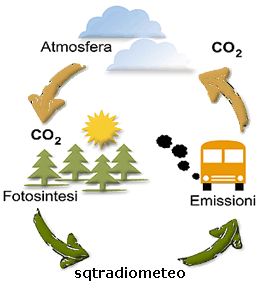 Atmosfera
CO2
CO2
Fotosintesi
Emissioni
sqtradiometeo